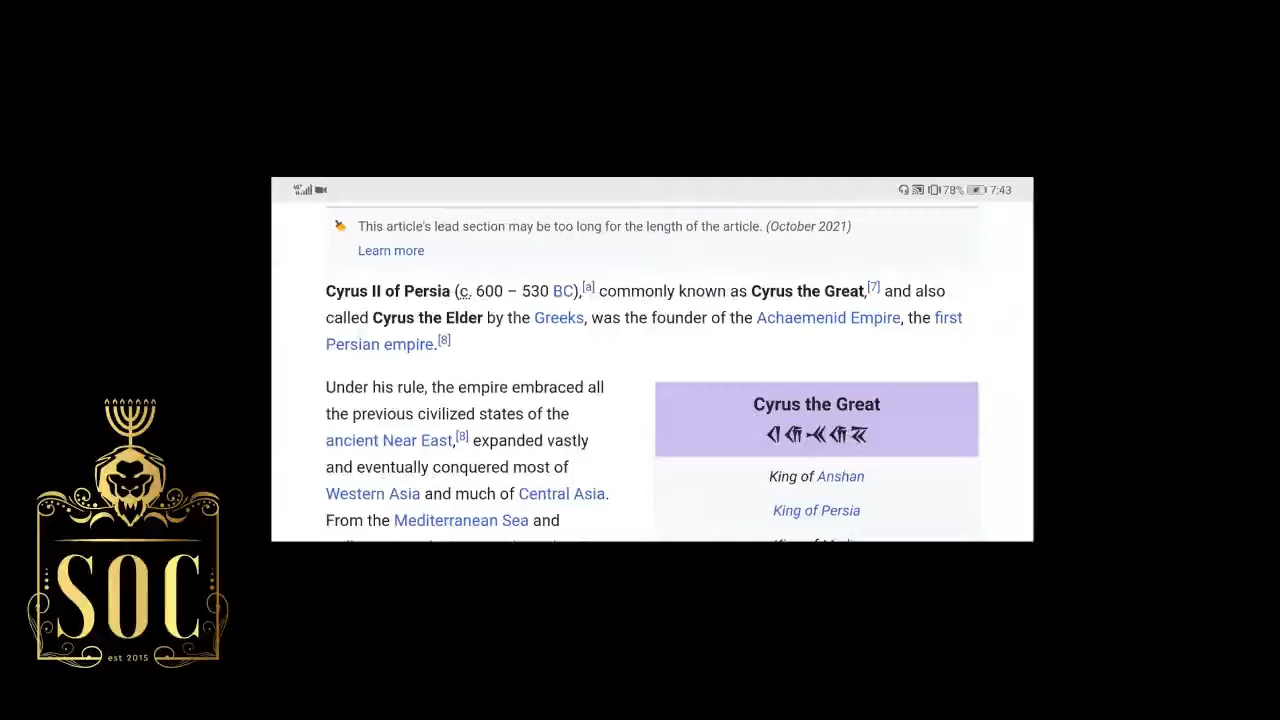 78% 7:43
This article's lead section may be too long for the length of the article. (October 2021)
Learn more
Cyrus II of Persia (c. 600 – 530 BC),[a] commonly known as Cyrus the Great,[7] and also
called Cyrus the Elder by the Greeks, was the founder of the Achaemenid Empire, the first
Persian empire.[8]
Under his rule, the empire embraced all
the previous civilized states of the
ancient Near East,[8] expanded vastly
and eventually conquered most of
Western Asia and much of Central Asia.
From the Mediterranean Sea and
Cyrus the Great
𐎤𐎢𐎽𐎢𐏁
King of Anshan
King of Persia
SOC
est 2015